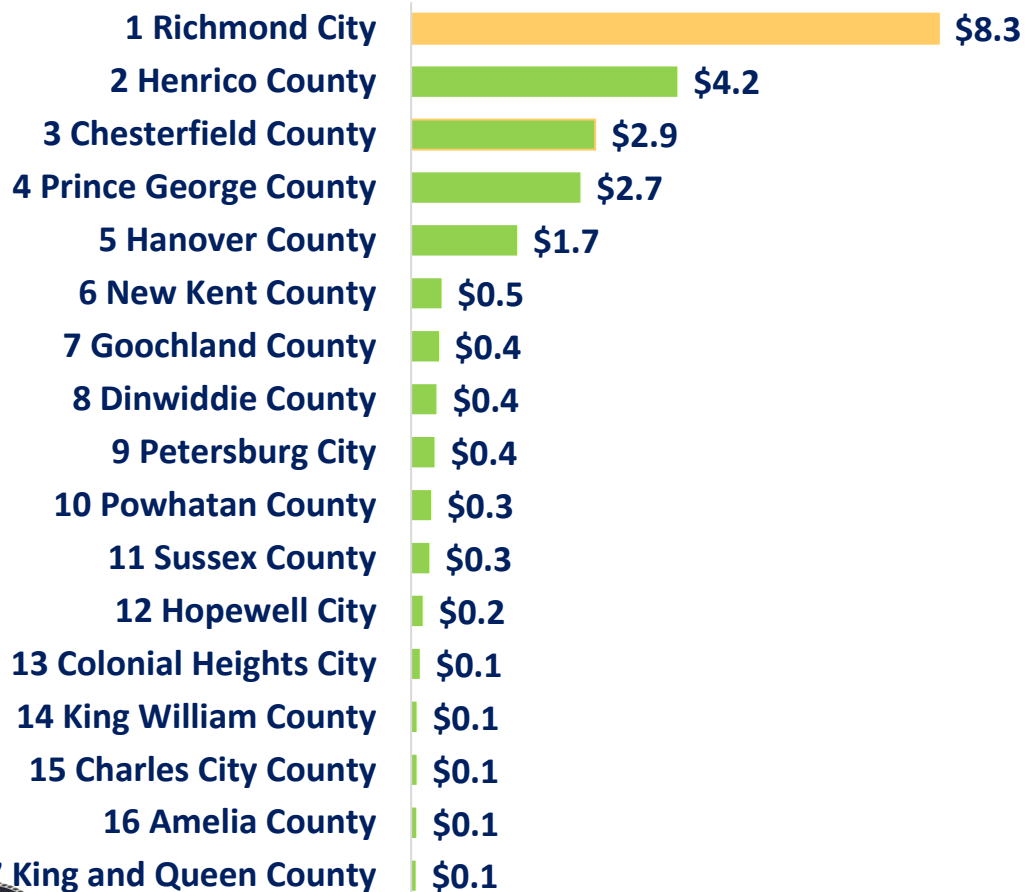 1 Richmond City $8.3
2 Henrico County $4.2
3 Chesterfield County $2.9
4 Prince George County $2.7
5 Hanover County $1.7
6 New Kent County $0.5
7 Goochland County $0.4
8 Dinwiddie County $0.4
9 Petersburg City $0.4
10 Powhatan County $0.3
11 Sussex County $0.3
12 Hopewell City $0.2
13 Colonial Heights City $0.1
14 King William County $0.1
15 Charles City County $0.1
16 Amelia County $0.1
King and Queen County $0.1